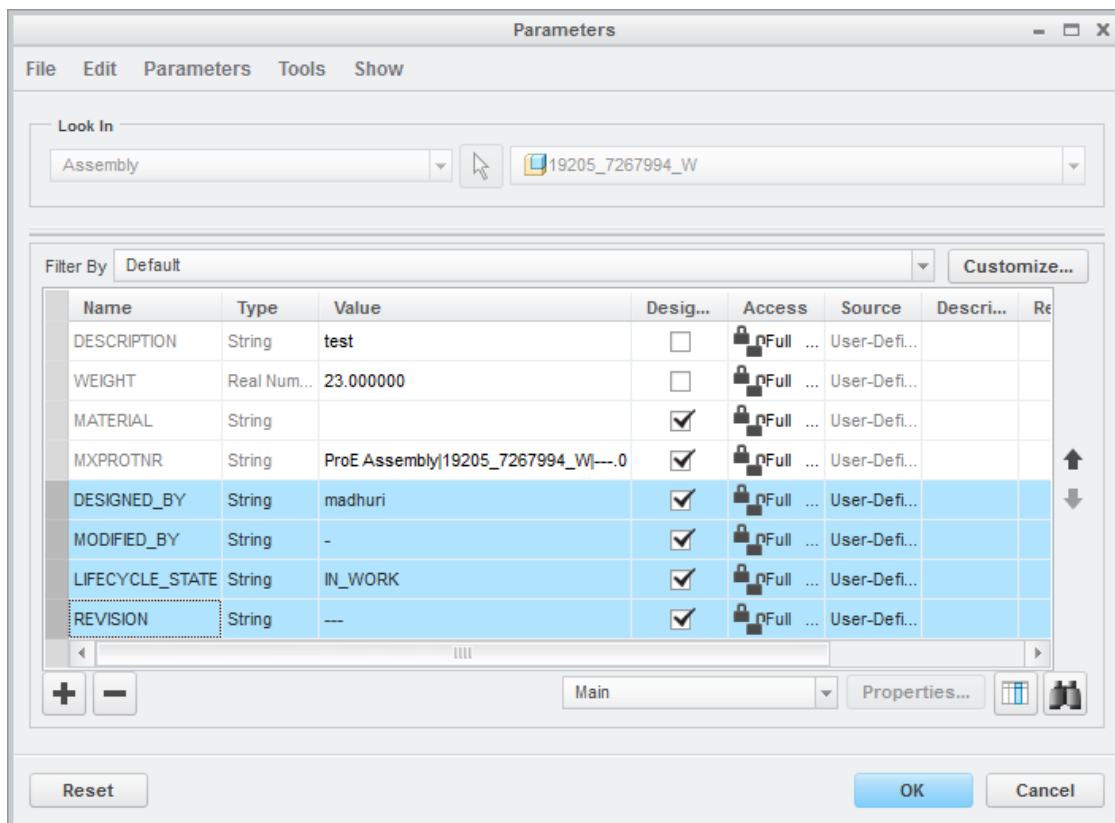 Parameters
File Edit Parameters Tools Show
Look In
Assembly 19205_7267994_W
Filter By Default Customize...
Name Type Value Desig... Access Source Descri... Re
DESCRIPTION String test Full ... User-Defi...
WEIGHT Real Num... 23.000000 Full ... User-Defi...
MATERIAL String Full ... User-Defi...
MXPROTNR String ProE Assembly|19205_7267994_W|---.0 Full ... User-Defi...
DESIGNED_BY String madhuri Full ... User-Defi...
MODIFIED_BY String - Full ... User-Defi...
LIFECYCLE_STATE String IN_WORK Full ... User-Defi...
REVISION String --- Full ... User-Defi...
Main Properties...
Reset OK Cancel